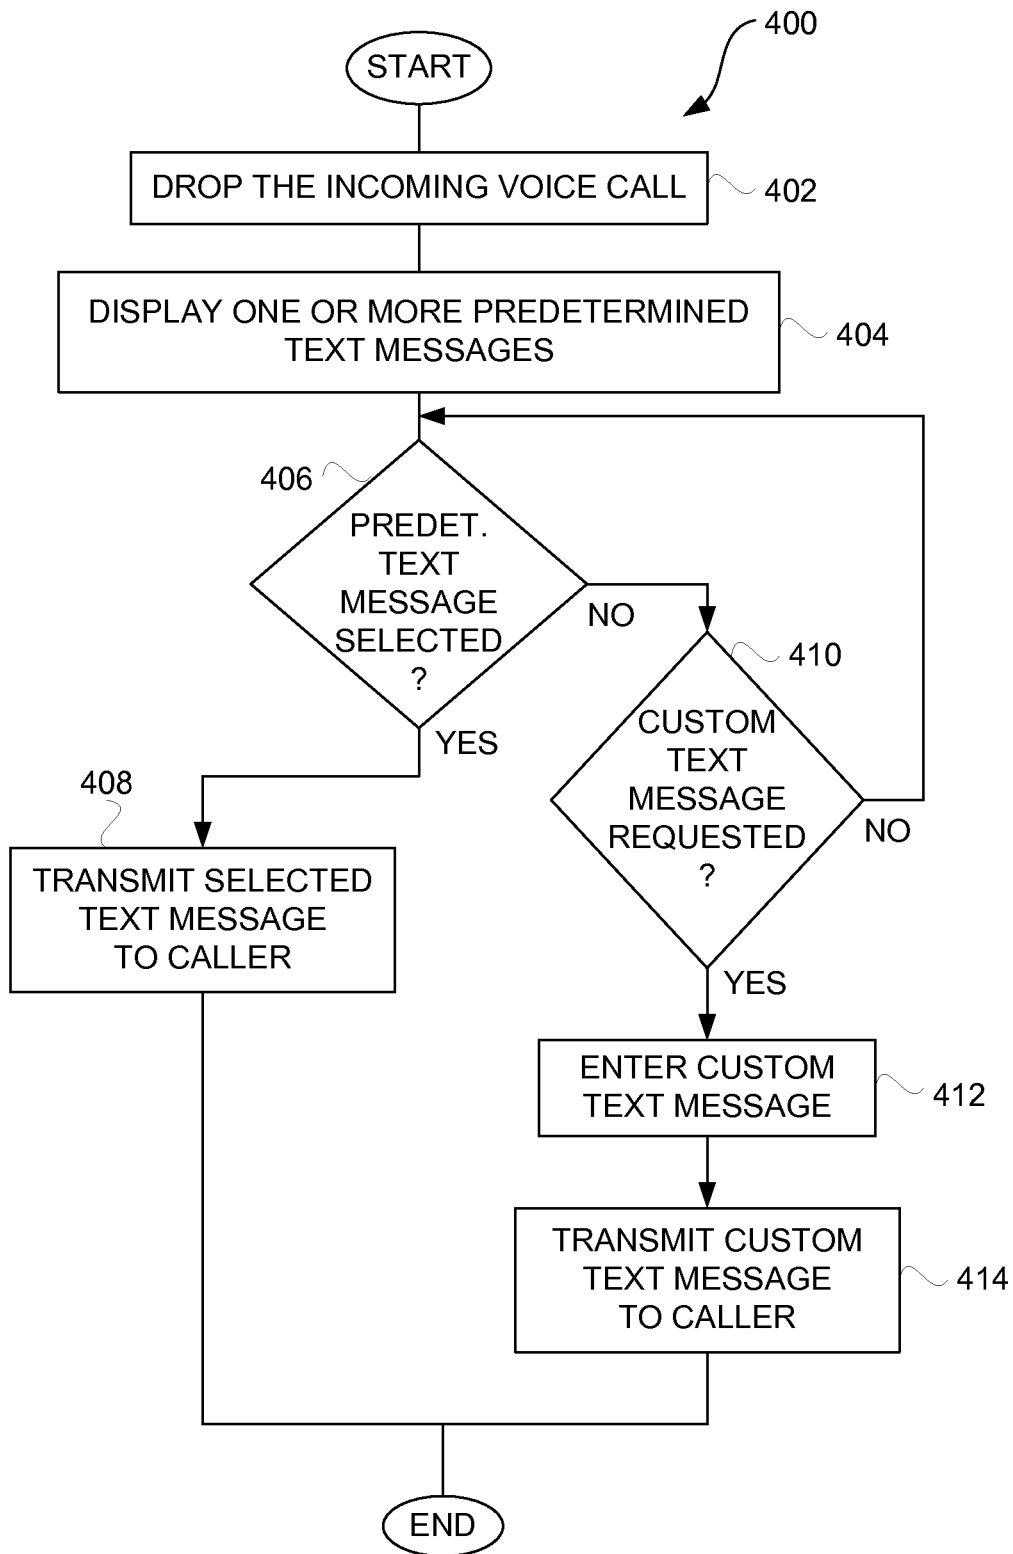 400
START
DROP THE INCOMING VOICE CALL
402
DISPLAY ONE OR MORE PREDETERMINED
TEXT MESSAGES
404
406
PREDET.
TEXT
MESSAGE
SELECTED
?
NO
YES
410
CUSTOM
TEXT
MESSAGE
REQUESTED
?
NO
YES
408
TRANSMIT SELECTED
TEXT MESSAGE
TO CALLER
ENTER CUSTOM
TEXT MESSAGE
412
TRANSMIT CUSTOM
TEXT MESSAGE
TO CALLER
414
END